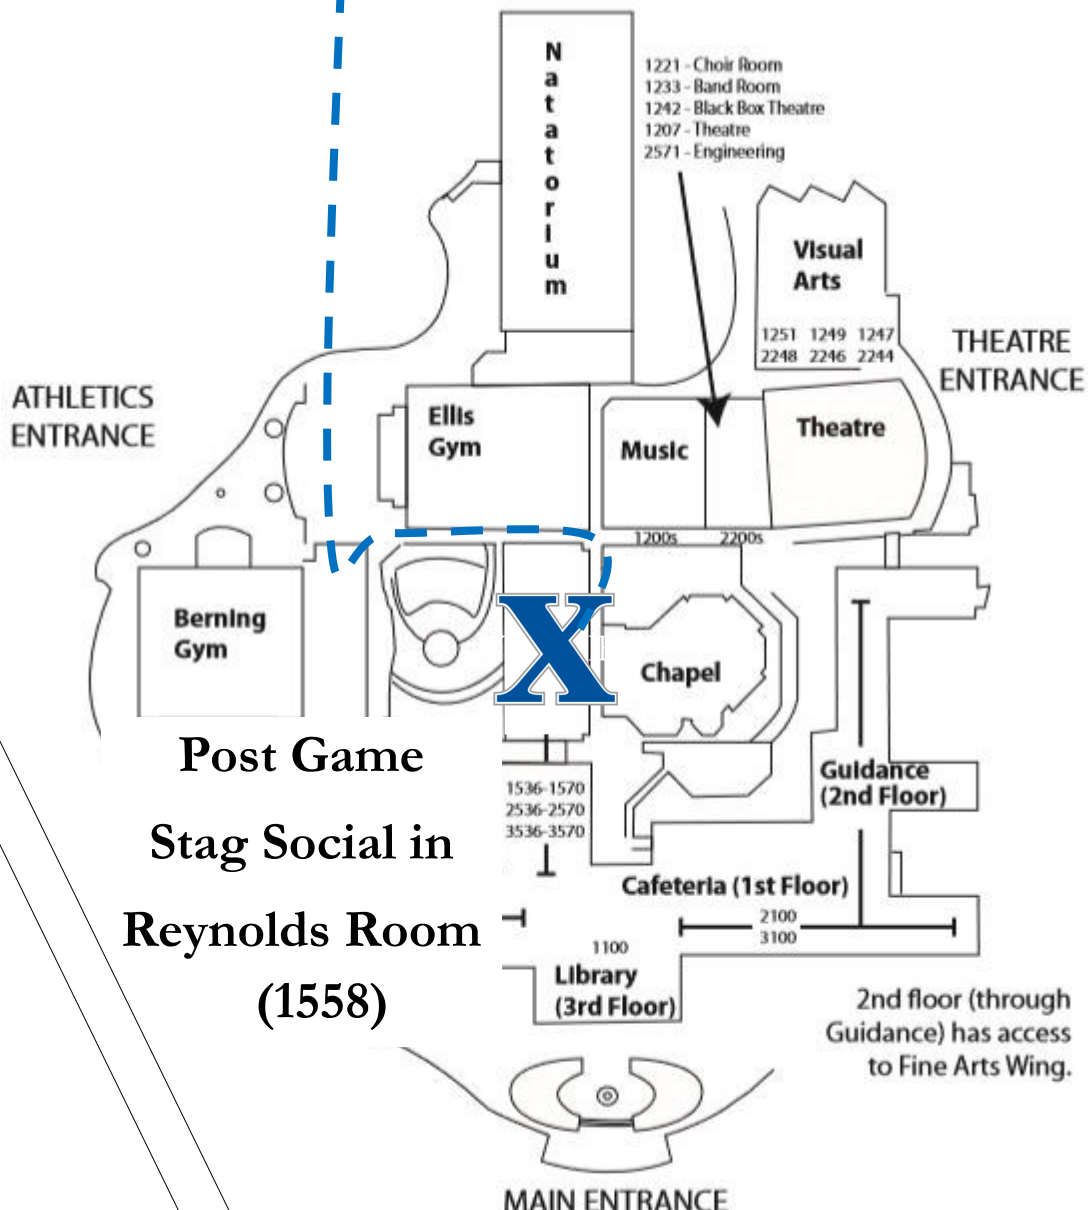 N
a
t
a
t
o
r
i
u
m
1221 - Choir Room
1233 - Band Room
1242 - Black Box Theatre
1207 - Theatre
2571 - Engineering
Visual
Arts
1251 1249 1247
2248 2246 2244
THEATRE
ENTRANCE
ATHLETICS
ENTRANCE
Ellis
Gym
Music
Theatre
1200s
2200s
Berning
Gym
X
Chapel
Post Game
Stag Social in
Reynolds Room
(1558)
1536-1570
2536-2570
3536-3570
Guidance
(2nd Floor)
Cafeteria (1st Floor)
2100
3100
1100
Library
(3rd Floor)
2nd floor (through
Guidance) has access
to Fine Arts Wing.
MAIN ENTRANCE